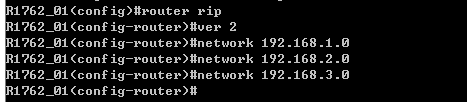 R1762_01(config)#router rip
R1762_01(config-router)#ver 2
R1762_01(config-router)#network 192.168.1.0
R1762_01(config-router)#network 192.168.2.0
R1762_01(config-router)#network 192.168.3.0
R1762_01(config-router)#